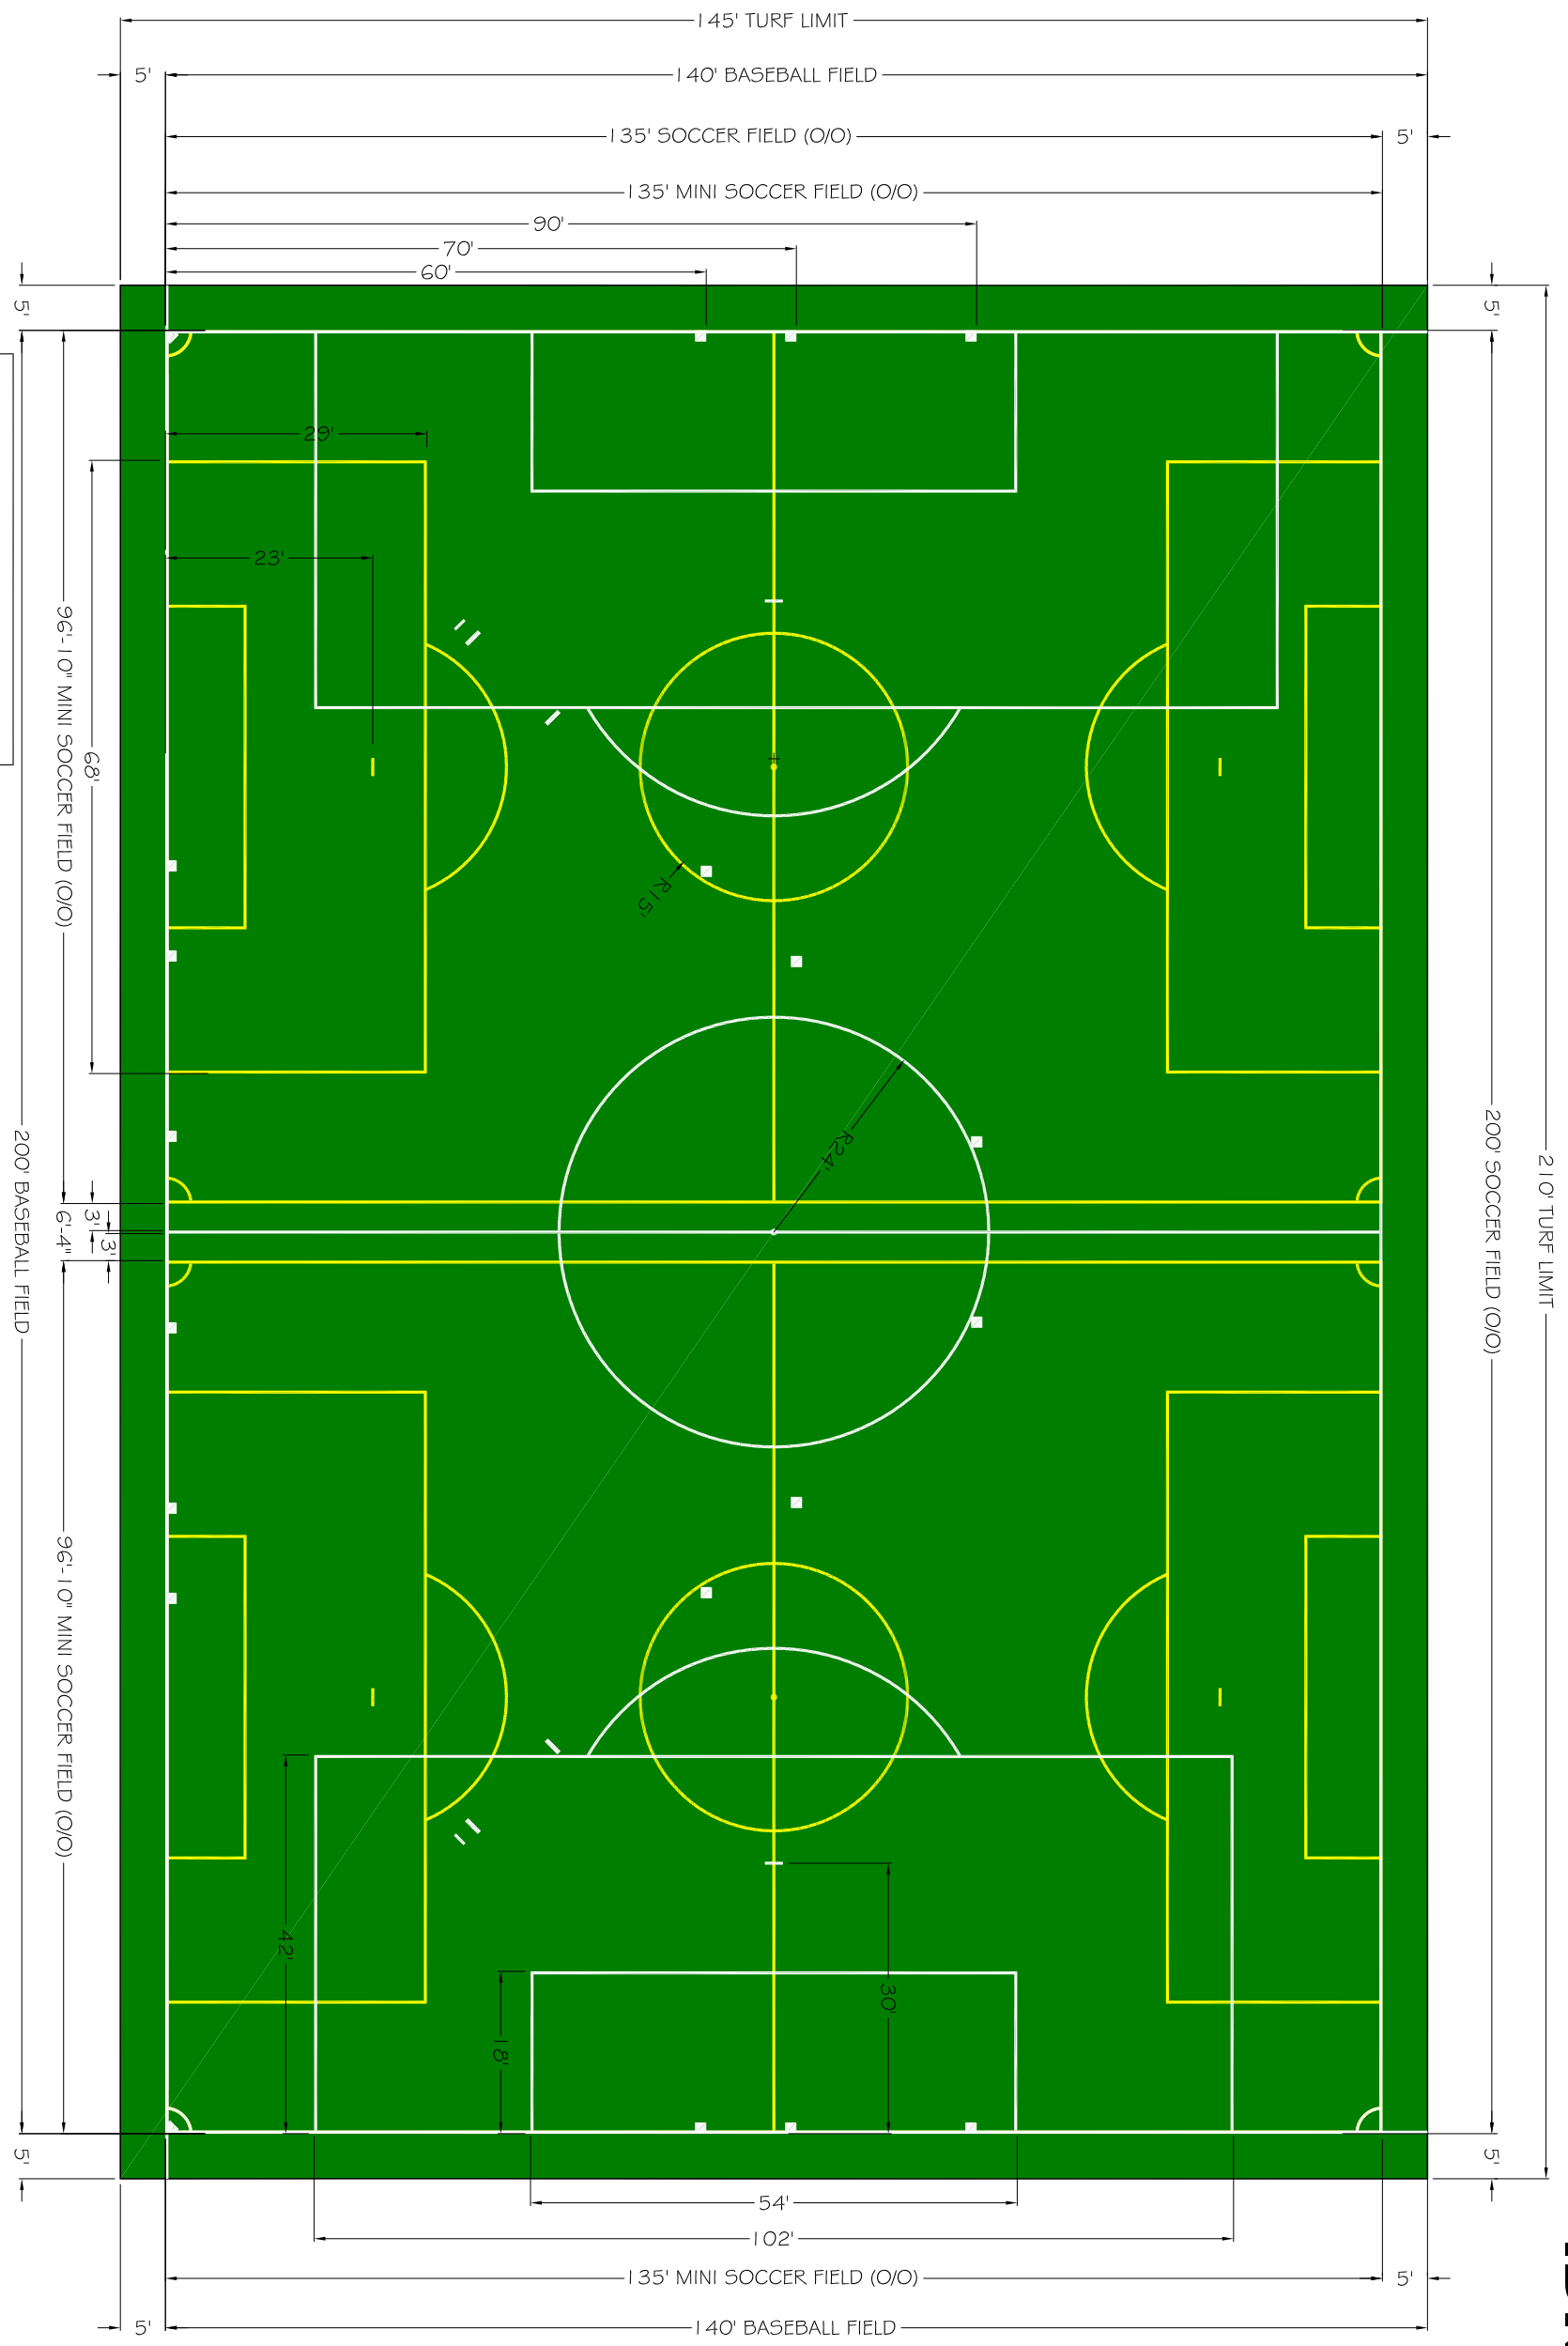 145' TURF LIMIT
5'
140' BASEBALL FIELD
135' SOCCER FIELD (O/O)
5'
135' MINI SOCCER FIELD (O/O)
90'
70'
60'
5'
5'
29'
23'
96'-10" MINI SOCCER FIELD (O/O)
68'
R15'
R24'
200' BASEBALL FIELD
3'
6'-4"
3'
200' SOCCER FIELD (O/O)
210' TURF LIMIT
96'-10" MINI SOCCER FIELD (O/O)
42'
30'
18'
5'
5'
54'
102'
135' MINI SOCCER FIELD (O/O)
5'
5'
140' BASEBALL FIELD